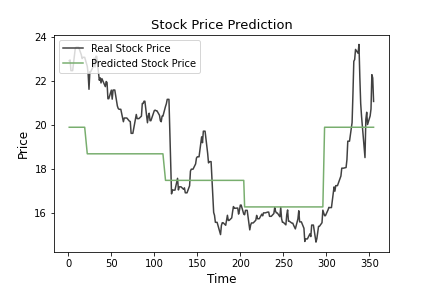 Stock Price Prediction
Real Stock Price
Predicted Stock Price
Price
24
22
20
18
16
0 50 100 150 200 250 300 350
Time